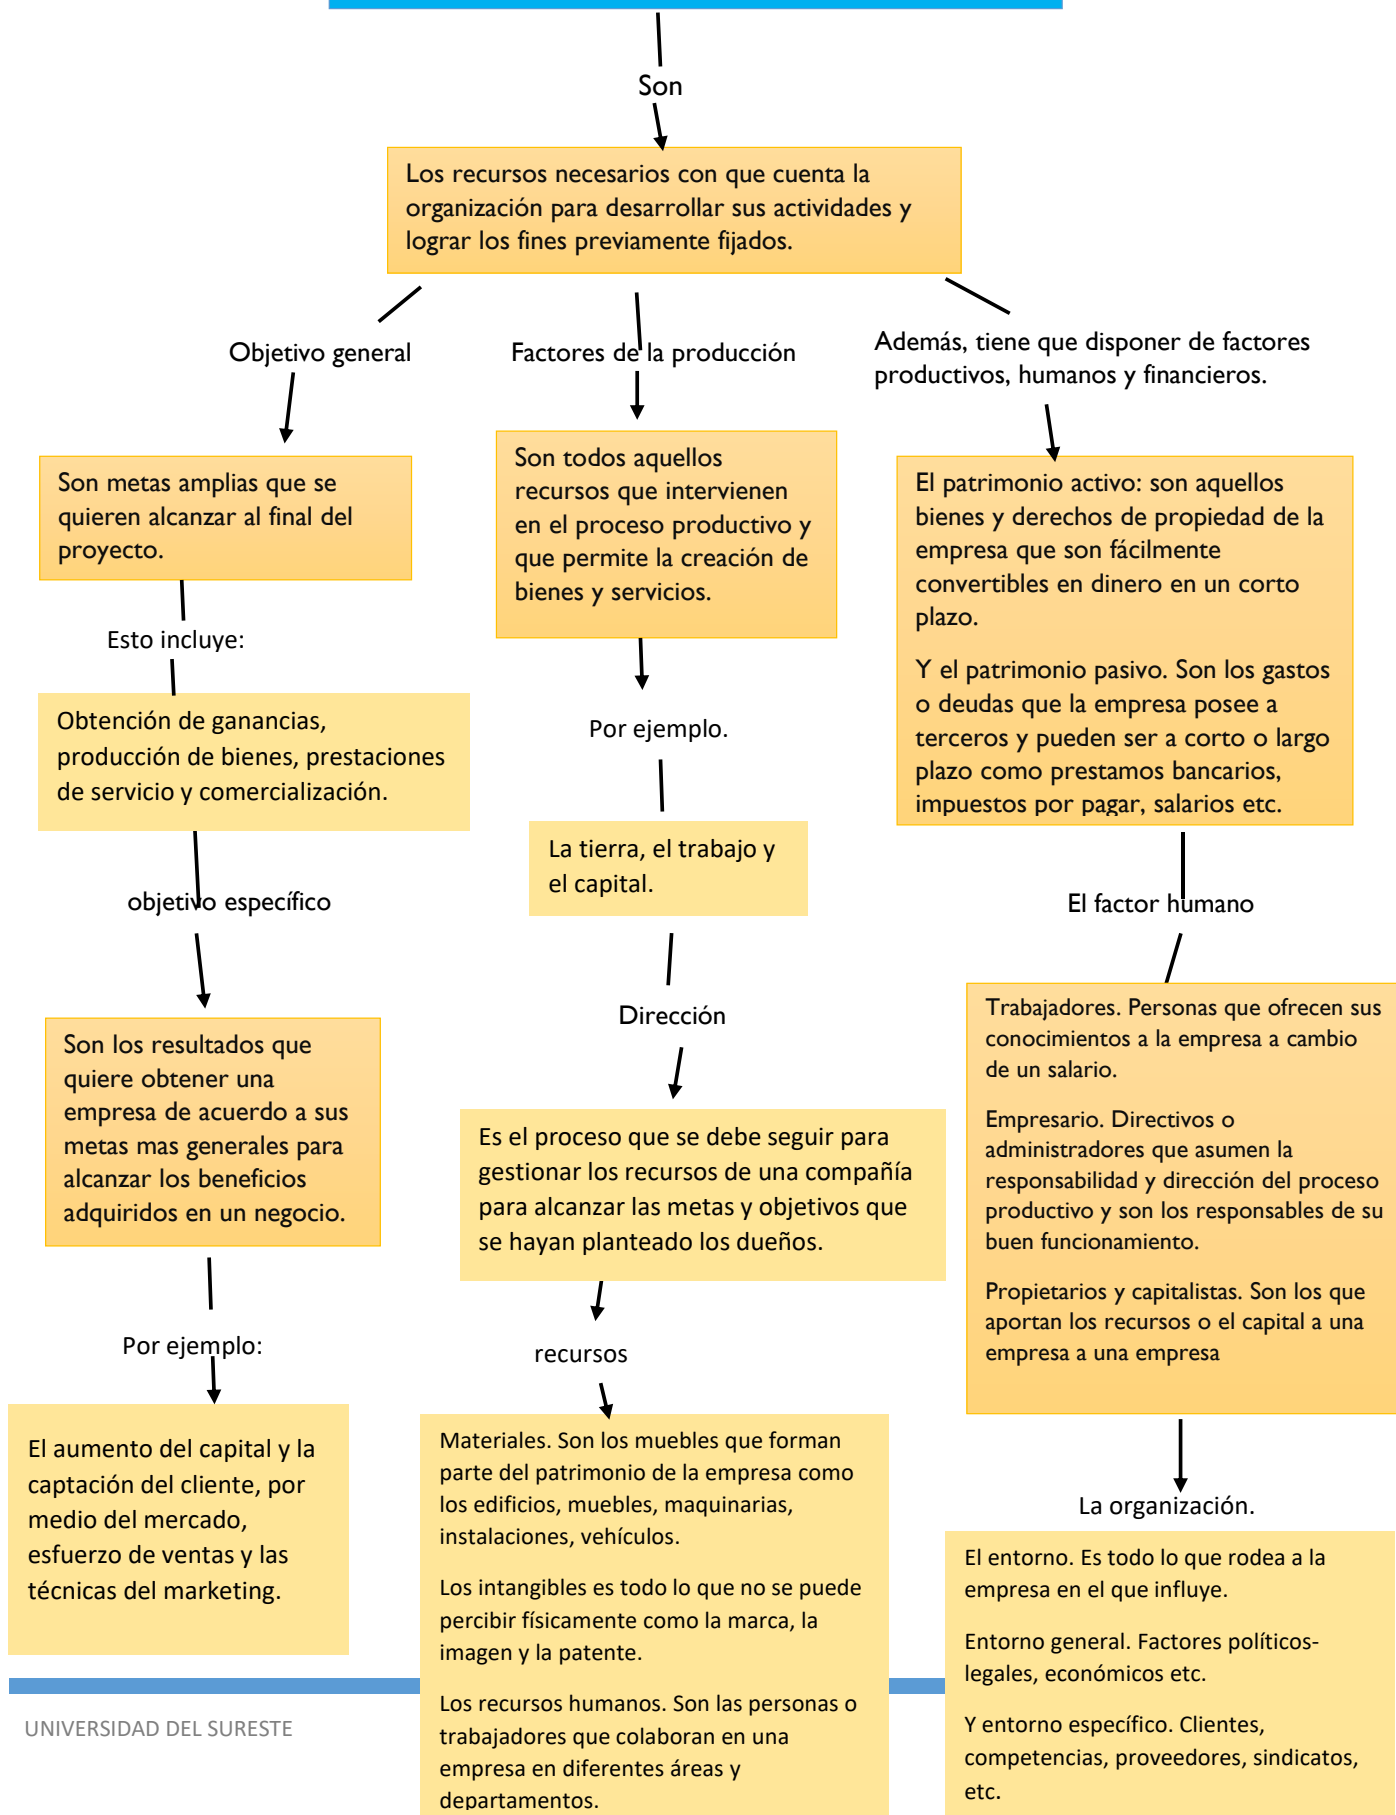 Son
Los recursos necesarios con que cuenta la
organización para desarrollar sus actividades y
lograr los fines previamente fijados.
Objetivo general
Factores de la producción
Además, tiene que disponer de factores
productivos, humanos y financieros.
Son metas amplias que se
quieren alcanzar al final del
proyecto.
Esto incluye:
Obtención de ganancias,
producción de bienes, prestaciones
de servicio y comercialización.
objetivo específico
Son los resultados que
quiere obtener una
empresa de acuerdo a sus
metas mas generales para
alcanzar los beneficios
adquiridos en un negocio.
Por ejemplo:
El aumento del capital y la
captación del cliente, por
medio del mercado,
esfuerzo de ventas y las
técnicas del marketing.
Son todos aquellos
recursos que intervienen
en el proceso productivo y
que permite la creación de
bienes y servicios.
Por ejemplo.
La tierra, el trabajo y
el capital.
Dirección
Es el proceso que se debe seguir para
gestionar los recursos de una compañía
para alcanzar las metas y objetivos que
se hayan planteado los dueños.
recursos
Materiales. Son los muebles que forman
parte del patrimonio de la empresa como
los edificios, muebles, maquinarias,
instalaciones, vehículos.
Los intangibles es todo lo que no se puede
percibir físicamente como la marca, la
imagen y la patente.
Los recursos humanos. Son las personas o
trabajadores que colaboran en una
empresa en diferentes áreas y
departamentos.
El patrimonio activo: son aquellos
bienes y derechos de propiedad de la
empresa que son fácilmente
convertibles en dinero en un corto
plazo.
Y el patrimonio pasivo. Son los gastos
o deudas que la empresa posee a
terceros y pueden ser a corto o largo
plazo como prestamos bancarios,
impuestos por pagar, salarios etc.
El factor humano
Trabajadores. Personas que ofrecen sus
conocimientos a la empresa a cambio
de un salario.
Empresario. Directivos o
administradores que asumen la
responsabilidad y dirección del proceso
productivo y son los responsables de su
buen funcionamiento.
Propietarios y capitalistas. Son los que
aportan los recursos o el capital a una
empresa a una empresa
La organización.
El entorno. Es todo lo que rodea a la
empresa en el que influye.
Entorno general. Factores políticos-
legales, económicos etc.
Y entorno específico. Clientes,
competencias, proveedores, sindicatos,
etc.
UNIVERSIDAD DEL SURESTE